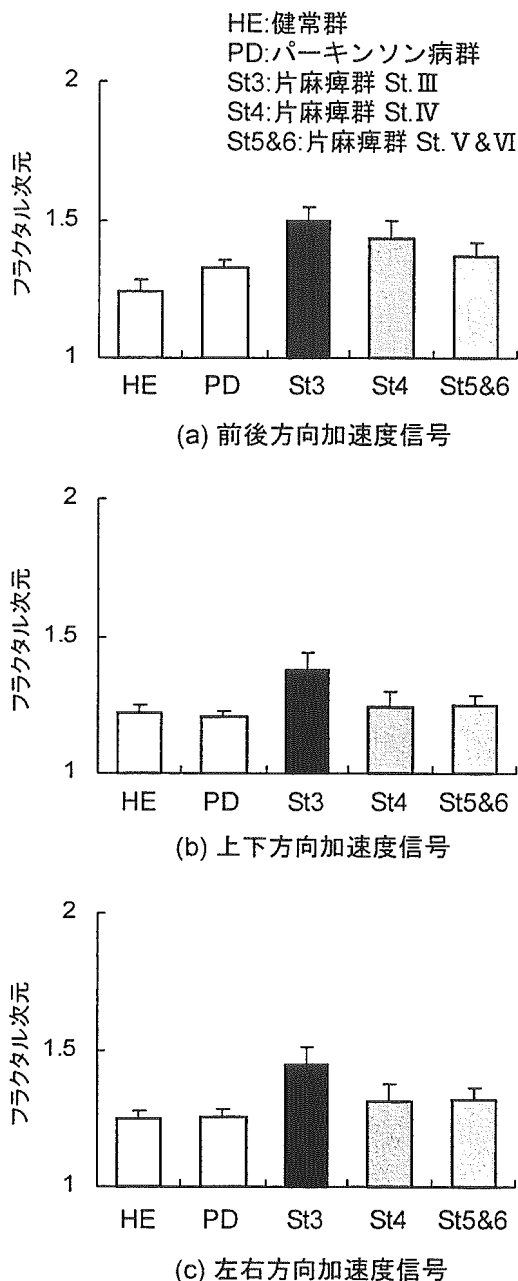 HE:健常群
PD:パーキンソン病群
St3:片麻痺群 St.Ⅲ
St4:片麻痺群 St.Ⅳ
St5&6:片麻痺群 St.Ⅴ&Ⅵ
フラクタル次元
2
1.5
1
HE PD St3 St4 St5&6
(a) 前後方向加速度信号
フラクタル次元
2
1.5
1
HE PD St3 St4 St5&6
(b) 上下方向加速度信号
フラクタル次元
2
1.5
1
HE PD St3 St4 St5&6
(c) 左右方向加速度信号